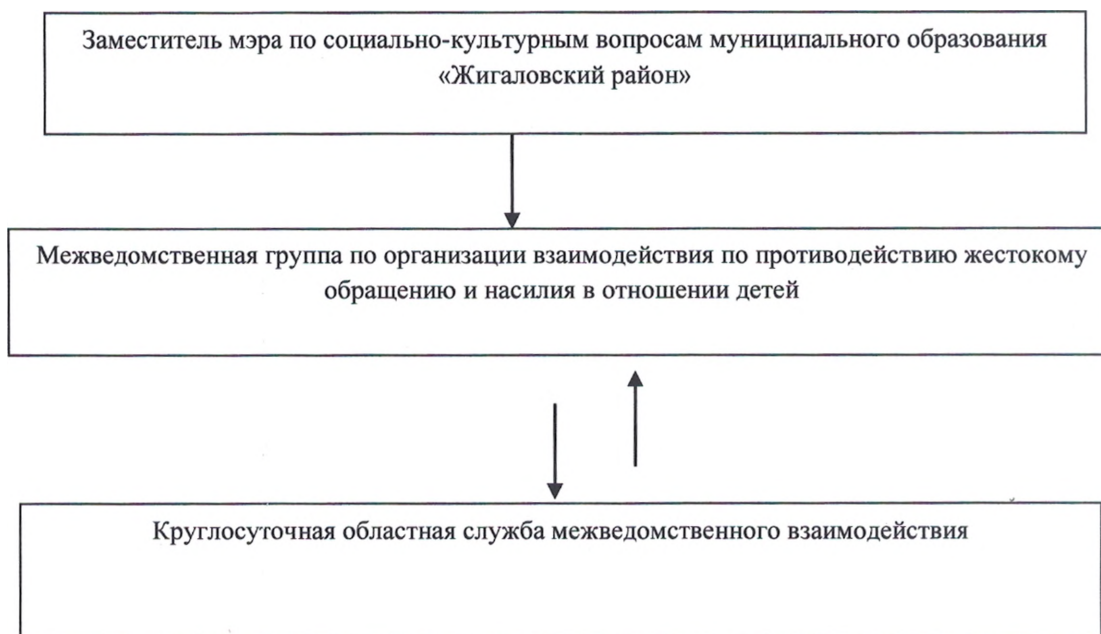 Заместитель мэра по социально-культурным вопросам муниципального образования
«Жигаловский район»
Межведомственная группа по организации взаимодействия по противодействию жестокому
обращению и насилия в отношении детей
Круглосуточная областная служба межведомственного взаимодействия